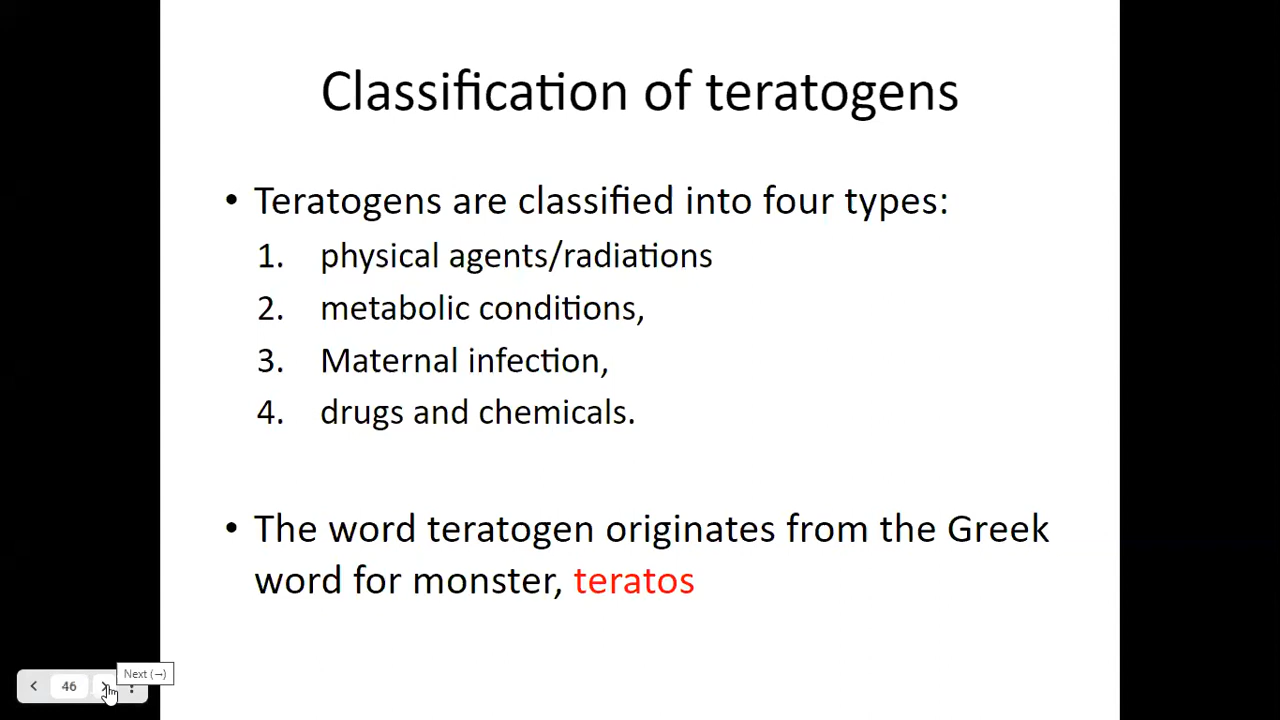 Classification of teratogens
• Teratogens are classified into four types:
1. physical agents/radiations
2. metabolic conditions,
3. Maternal infection,
4. drugs and chemicals.
• The word teratogen originates from the Greek
word for monster, teratos
Next (→)
46